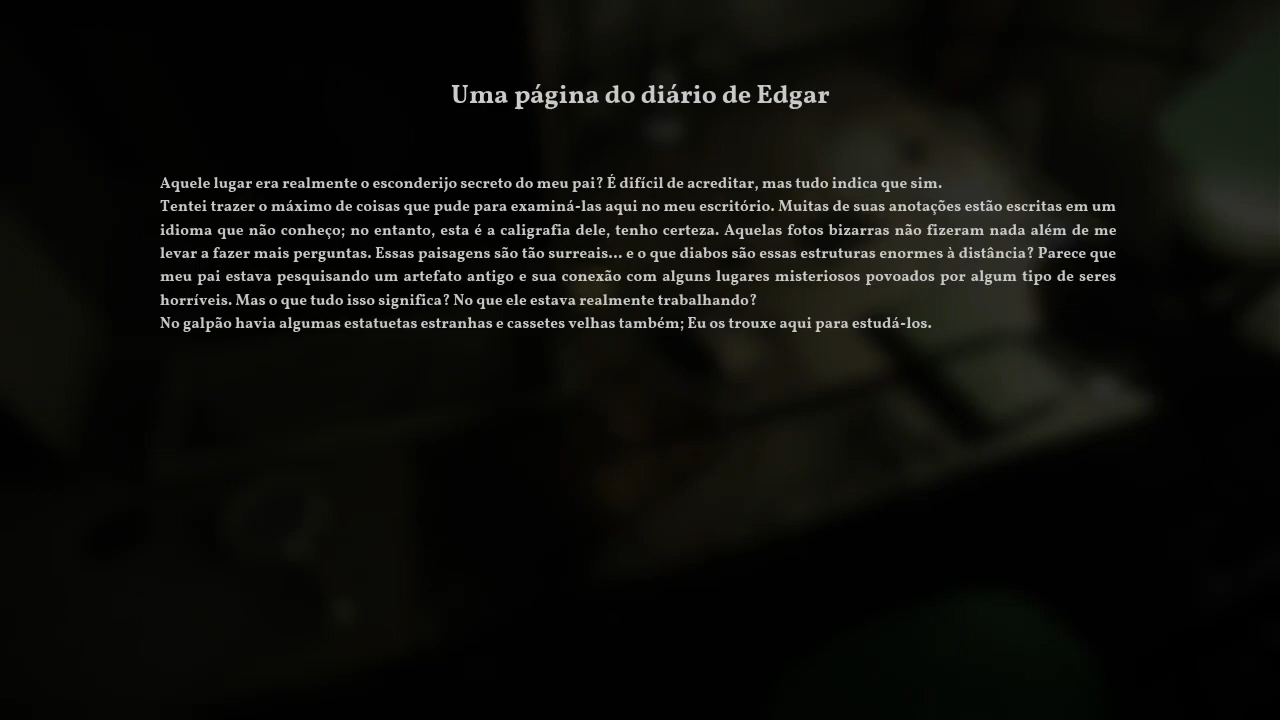 Uma página do diário de Edgar
Aquele lugar era realmente o esconderijo secreto do meu pai? É difícil de acreditar, mas tudo indica que sim.
Tentei trazer o máximo de coisas que pude para examiná-las aqui no meu escritório. Muitas de suas anotações estão escritas em um
idioma que não conheço; no entanto, esta é a caligrafia dele, tenho certeza. Aquelas fotos bizarras não fizeram nada além de me
levar a fazer mais perguntas. Essas paisagens são tão surreais... e o que diabos são essas estruturas enormes à distância? Parece que
meu pai estava pesquisando um artefato antigo e sua conexão com alguns lugares misteriosos povoados por algum tipo de seres
horríveis. Mas o que tudo isso significa? No que ele estava realmente trabalhando?
No galpão havia algumas estatuetas estranhas e cassetes velhas também; Eu os trouxe aqui para estudá-los.